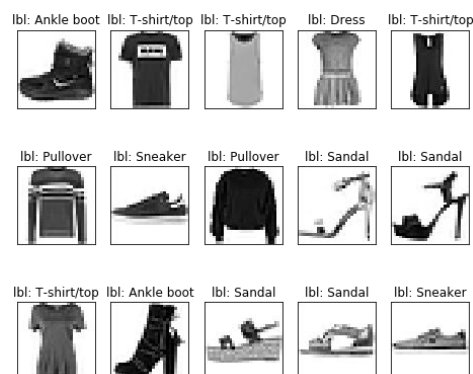 lbl: Ankle boot lbl: T-shirt/top lbl: T-shirt/top lbl: Dress lbl: T-shirt/top
lbl: Pullover lbl: Sneaker lbl: Pullover lbl: Sandal lbl: Sandal
lbl: T-shirt/top lbl: Ankle boot lbl: Sandal lbl: Sandal lbl: Sneaker